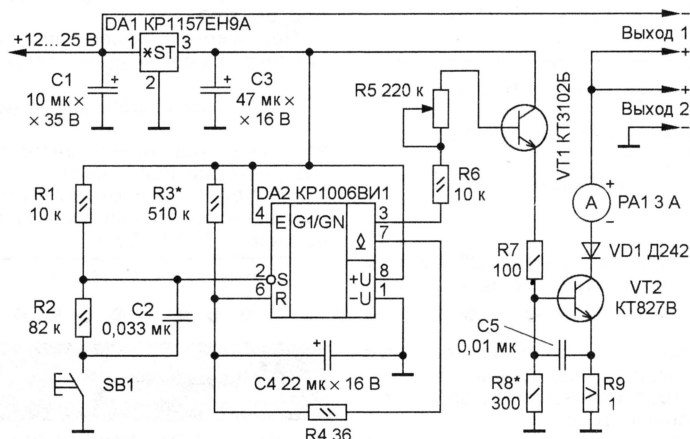 DA1 КР1157ЕН9А
+12...25 В
1
*ST
3
2
C1
10 мк ×
× 35 В
+
C3
47 мк ×
× 16 В
+
Выход 1
−
+
+
Выход 2
−
R5 220 к
VT1 КТ3102Б
R6
10 к
R1
10 к
R3*
510 к
DA2 КР1006ВИ1
4
E
G1/GN
3
7
2
S
6
R
+U
8
−U
1
R2
82 к
C2
0,033 мк
SB1
+
C4 22 мк × 16 В
R4 36
R7
100
A
+
−
PA1 3 А
VD1 Д242
VT2
КТ827В
C5
0,01 мк
R8*
300
R9
1